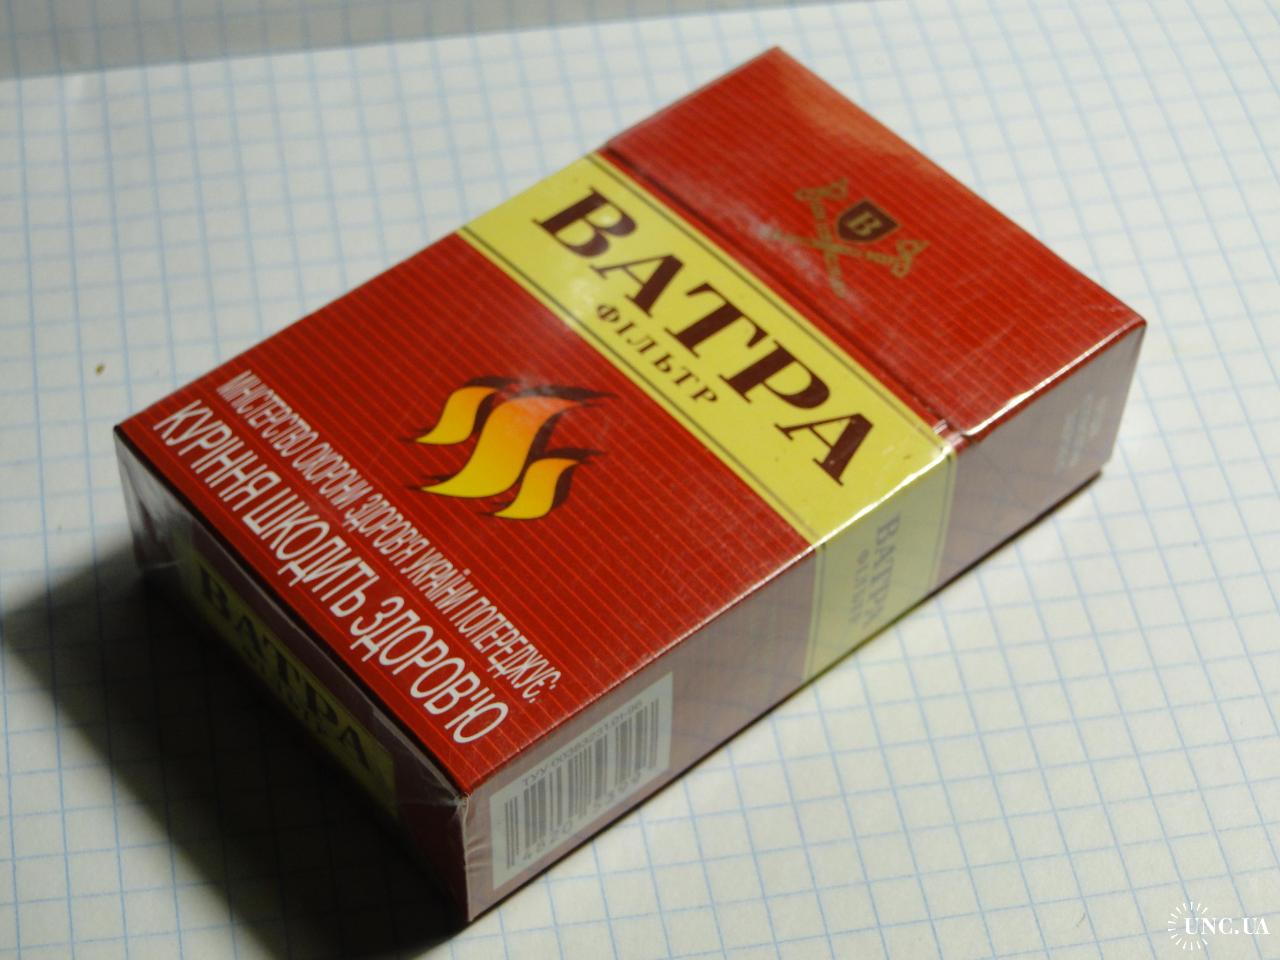 В
ВАТРА
ФІЛЬТР
МІНІСТЕРСТВО ОХОРОНИ ЗДОРОВ'Я УКРАЇНИ ПОПЕРЕДЖУЄ:
КУРІННЯ ШКОДИТЬ ЗДОРОВ'Ю
ВАТРА
ФІЛЬТР
ВАТРА
UNC.UA